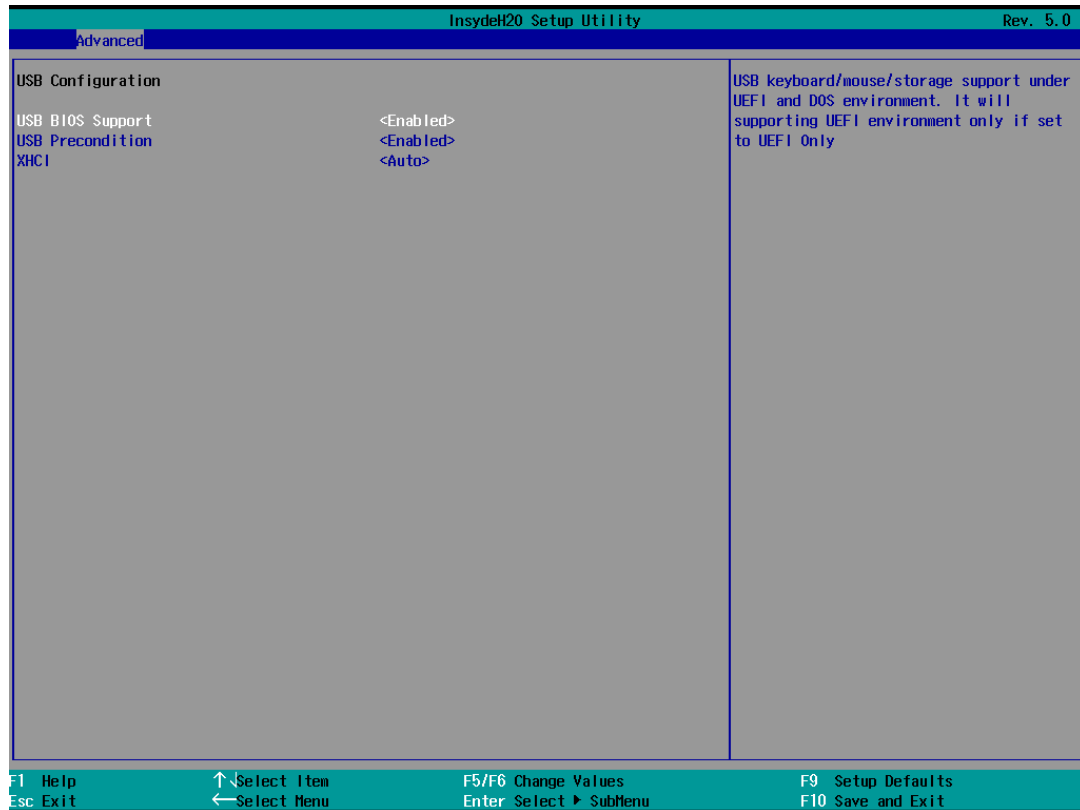 InsydeH20 Setup Utility Rev. 5.0
Advanced
USB Configuration
USB BIOS Support <Enabled>
USB Precondition <Enabled>
XHCI <Auto>
USB keyboard/mouse/storage support under
UEFI and DOS environment. It will
supporting UEFI environment only if set
to UEFI Only
F1 Help ↑↓Select Item F5/F6 Change Values F9 Setup Defaults
Esc Exit ←Select Menu Enter Select ▶ SubMenu F10 Save and Exit